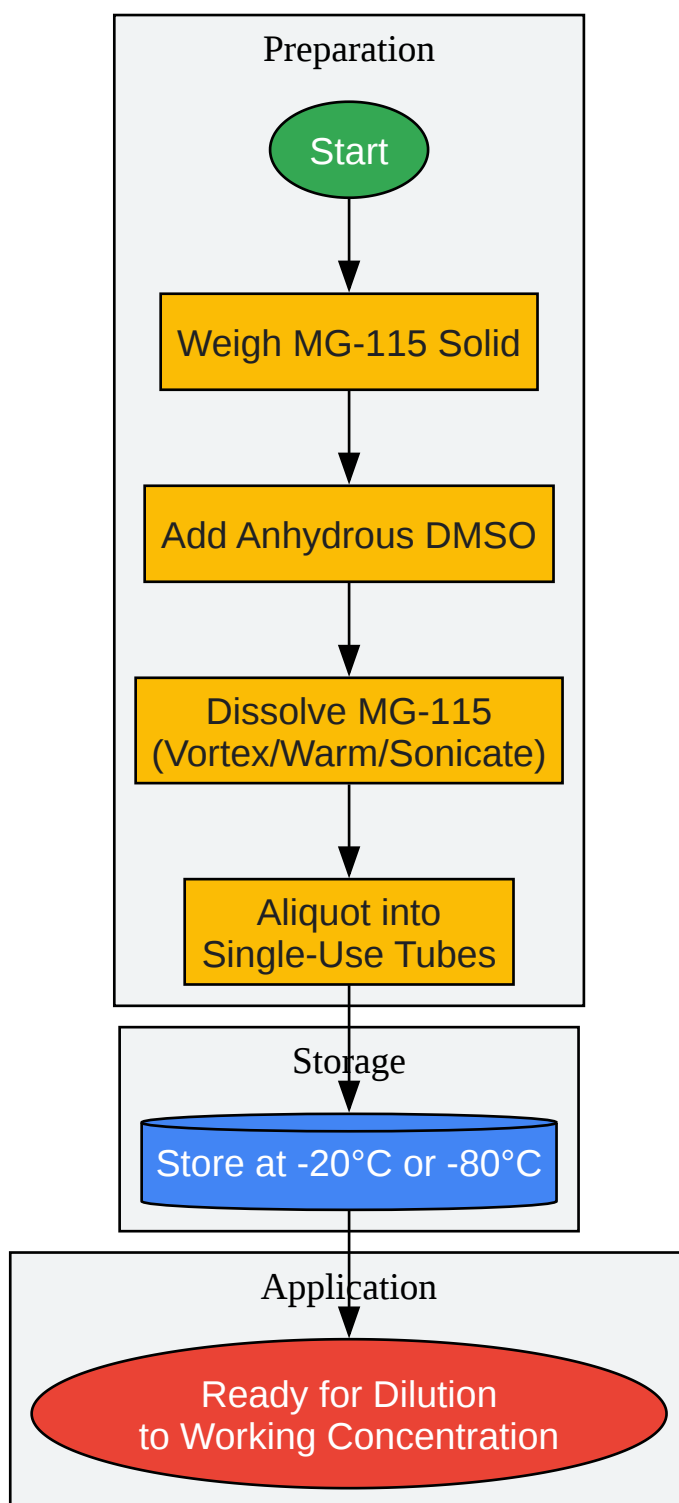 Preparation
Start
Weigh MG-115 Solid
Add Anhydrous DMSO
Dissolve MG-115
(Vortex/Warm/Sonicate)
Aliquot into
Single-Use Tubes
Storage
Store at -20°C or -80°C
Application
Ready for Dilution
to Working Concentration